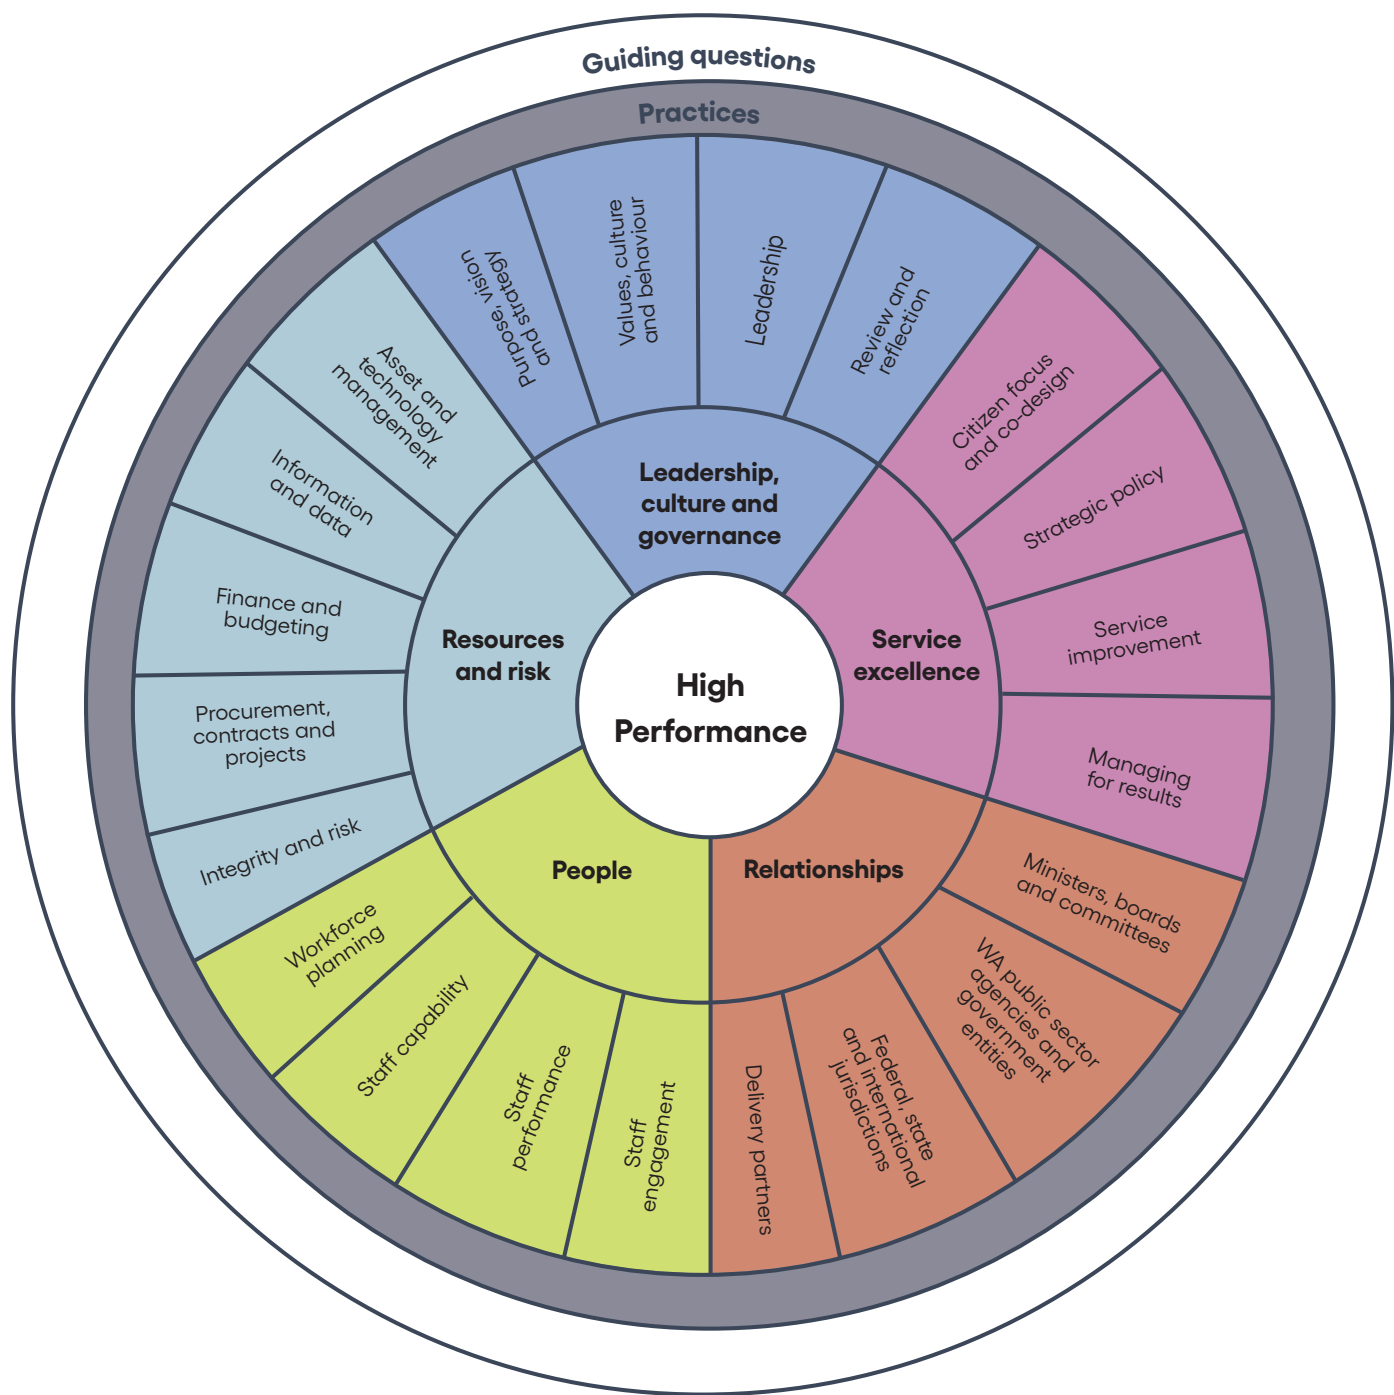 Guiding questions
Practices
Purpose, vision
and strategy
Values, culture
and behaviour
Leadership
Review and
reflection
Citizen focus
and co-design
Strategic policy
Service
improvement
Managing
for results
Ministers, boards
and committees
WA public sector
agencies and
government
entities
Federal, state
and international
jurisdictions
Delivery partners
Staff
engagement
Staff
performance
Staff capability
Workforce
planning
Integrity and risk
Procurement,
contracts and
projects
Finance and
budgeting
Information
and data
Asset and
technology
management
Leadership,
culture and
governance
Service
excellence
Relationships
People
Resources
and risk
High
Performance